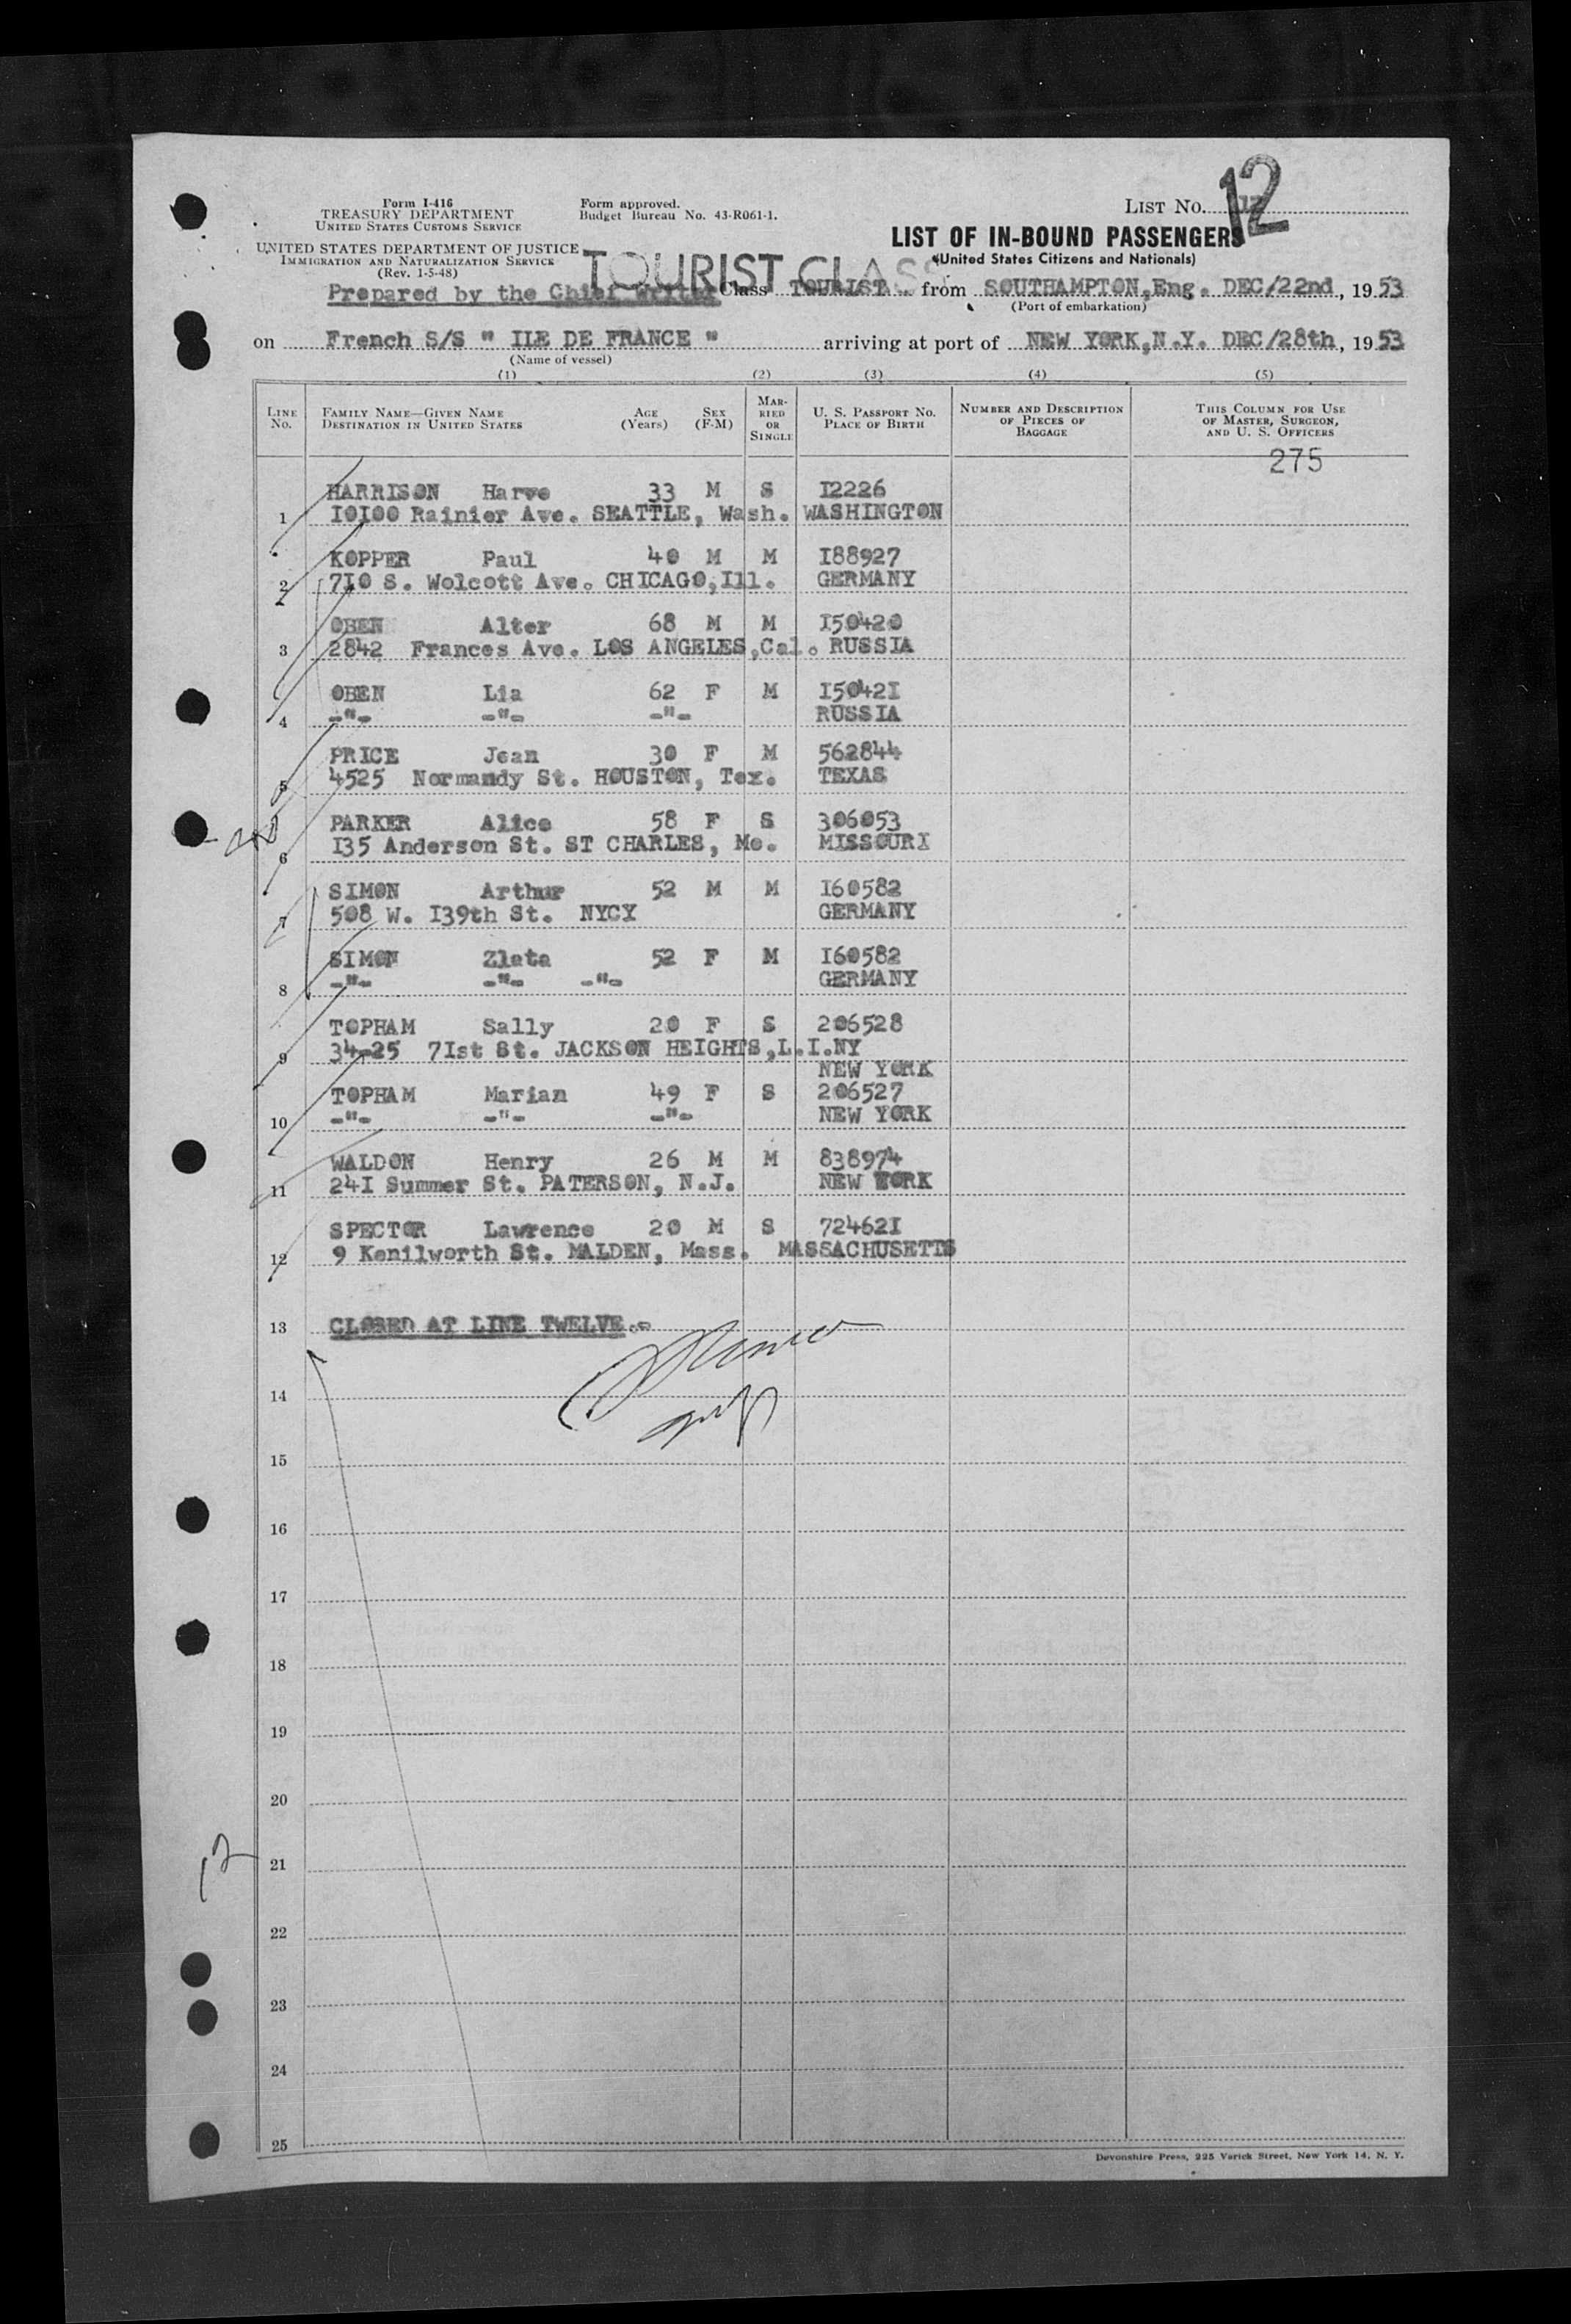 12
Form I-416
TREASURY DEPARTMENT
UNITED STATES CUSTOMS SERVICE
Form approved.
Budget Bureau No. 43-R061-1.
LIST No. 12
UNITED STATES DEPARTMENT OF JUSTICE
IMMIGRATION AND NATURALIZATION SERVICE
(Rev. 1-5-48)
TOURIST CLASS
LIST OF IN-BOUND PASSENGERS
(United States Citizens and Nationals)
Prepared by the Chief Writer Class TOURIST from SOUTHAMPTON,Eng. DEC/22nd, 1953
(Port of embarkation)
on French S/S " ILE DE FRANCE " arriving at port of NEW YORK,N.Y. DEC/28th, 1953
(Name of vessel)
(1) (2) (3) (4) (5)
LINE No. FAMILY NAME—GIVEN NAME DESTINATION IN UNITED STATES AGE (Years) SEX (F-M) MARRIED OR SINGLE U. S. PASSPORT No. PLACE OF BIRTH NUMBER AND DESCRIPTION OF PIECES OF BAGGAGE THIS COLUMN FOR USE OF MASTER, SURGEON, AND U. S. OFFICERS
275
HARRISON Harve 33 M S I2226
1 I0I00 Rainier Ave. SEATTLE, Wash. WASHINGTON
KOPPER Paul 40 M M I88927
2 7I0 S. Wolcott Ave. CHICAGO,Ill. GERMANY
OBEN Alter 68 M M I50420
3 2842 Frances Ave. LOS ANGELES,Cal. RUSSIA
OBEN Lia 62 F M I5042I
4 -"- -"- -"- RUSSIA
PRICE Jean 30 F M 562844
5 4525 Normandy St. HOUSTON, Tex. TEXAS
PARKER Alice 58 F S 306053
6 I35 Anderson St. ST CHARLES, Mo. MISSOURI
SIMON Arthur 52 M M I60582
7 508 W. I39th St. NYCY GERMANY
SIMON Zlata 52 F M I60582
8 -"- -"- -"- GERMANY
TOPHAM Sally 20 F S 206528
9 34-25 7Ist St. JACKSON HEIGHTS,L.I.NY
NEW YORK
TOPHAM Marian 49 F S 206527
10 -"- -"- -"- NEW YORK
WALDON Henry 26 M M 838974
11 24I Summer St. PATERSON, N.J. NEW YORK
SPECTOR Lawrence 20 M S 72462I
12 9 Kenilworth St. MALDEN, Mass. MASSACHUSETTS
13 CLOSED AT LINE TWELVE.-
14
15
16
17
18
19
20
12
21
22
23
24
25
Devonshire Press, 225 Varick Street, New York 14, N. Y.